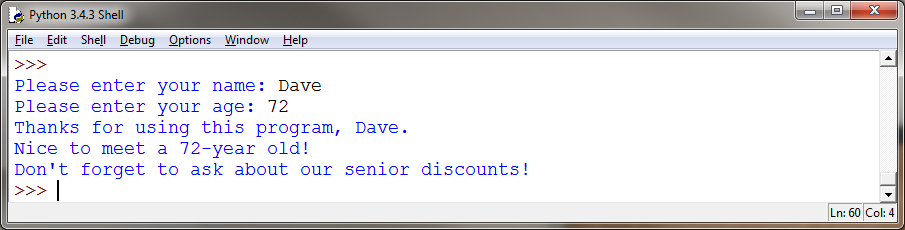 Python 3.4.3 Shell
File Edit Shell Debug Options Window Help
>>>
Please enter your name: Dave
Please enter your age: 72
Thanks for using this program, Dave.
Nice to meet a 72-year old!
Don't forget to ask about our senior discounts!
>>>
Ln: 60 Col: 4